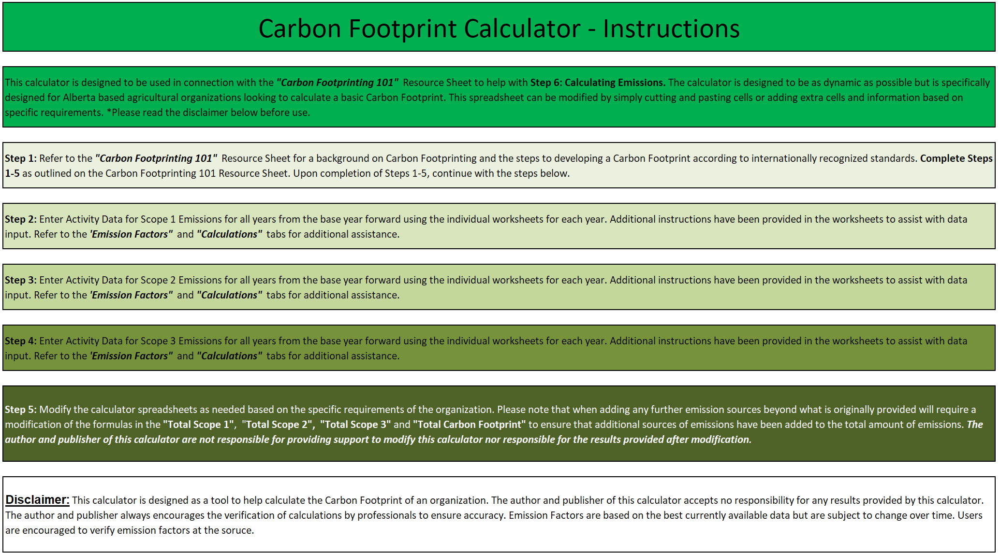 Carbon Footprint Calculator - Instructions
This calculator is designed to be used in connection with the "Carbon Footprinting 101" Resource Sheet to help with Step 6: Calculating Emissions. The calculator is designed to be as dynamic as possible but is specifically
designed for Alberta based agricultural organizations looking to calculate a basic Carbon Footprint. This spreadsheet can be modified by simply cutting and pasting cells or adding extra cells and information based on
specific requirements. *Please read the disclaimer below before use.
Step 1: Refer to the "Carbon Footprinting 101" Resource Sheet for a background on Carbon Footprinting and the steps to developing a Carbon Footprint according to internationally recognized standards. Complete Steps
1-5 as outlined on the Carbon Footprinting 101 Resource Sheet. Upon completion of Steps 1-5, continue with the steps below.
Step 2: Enter Activity Data for Scope 1 Emissions for all years from the base year forward using the individual worksheets for each year. Additional instructions have been provided in the worksheets to assist with data
input. Refer to the 'Emission Factors" and "Calculations" tabs for additional assistance.
Step 3: Enter Activity Data for Scope 2 Emissions for all years from the base year forward using the individual worksheets for each year. Additional instructions have been provided in the worksheets to assist with data
input. Refer to the 'Emission Factors" and "Calculations" tabs for additional assistance.
Step 4: Enter Activity Data for Scope 3 Emissions for all years from the base year forward using the individual worksheets for each year. Additional instructions have been provided in the worksheets to assist with data
input. Refer to the 'Emission Factors" and "Calculations" tabs for additional assistance.
Step 5: Modify the calculator spreadsheets as needed based on the specific requirements of the organization. Please note that when adding any further emission sources beyond what is originally provided will require a
modification of the formulas in the "Total Scope 1", "Total Scope 2", "Total Scope 3" and "Total Carbon Footprint" to ensure that additional sources of emissions have been added to the total amount of emissions. The
author and publisher of this calculator are not responsible for providing support to modify this calculator nor responsible for the results provided after modification.
Disclaimer: This calculator is designed as a tool to help calculate the Carbon Footprint of an organization. The author and publisher of this calculator accepts no responsibility for any results provided by this calculator.
The author and publisher always encourages the verification of calculations by professionals to ensure accuracy. Emission Factors are based on the best currently available data but are subject to change over time. Users
are encouraged to verify emission factors at the soruce.